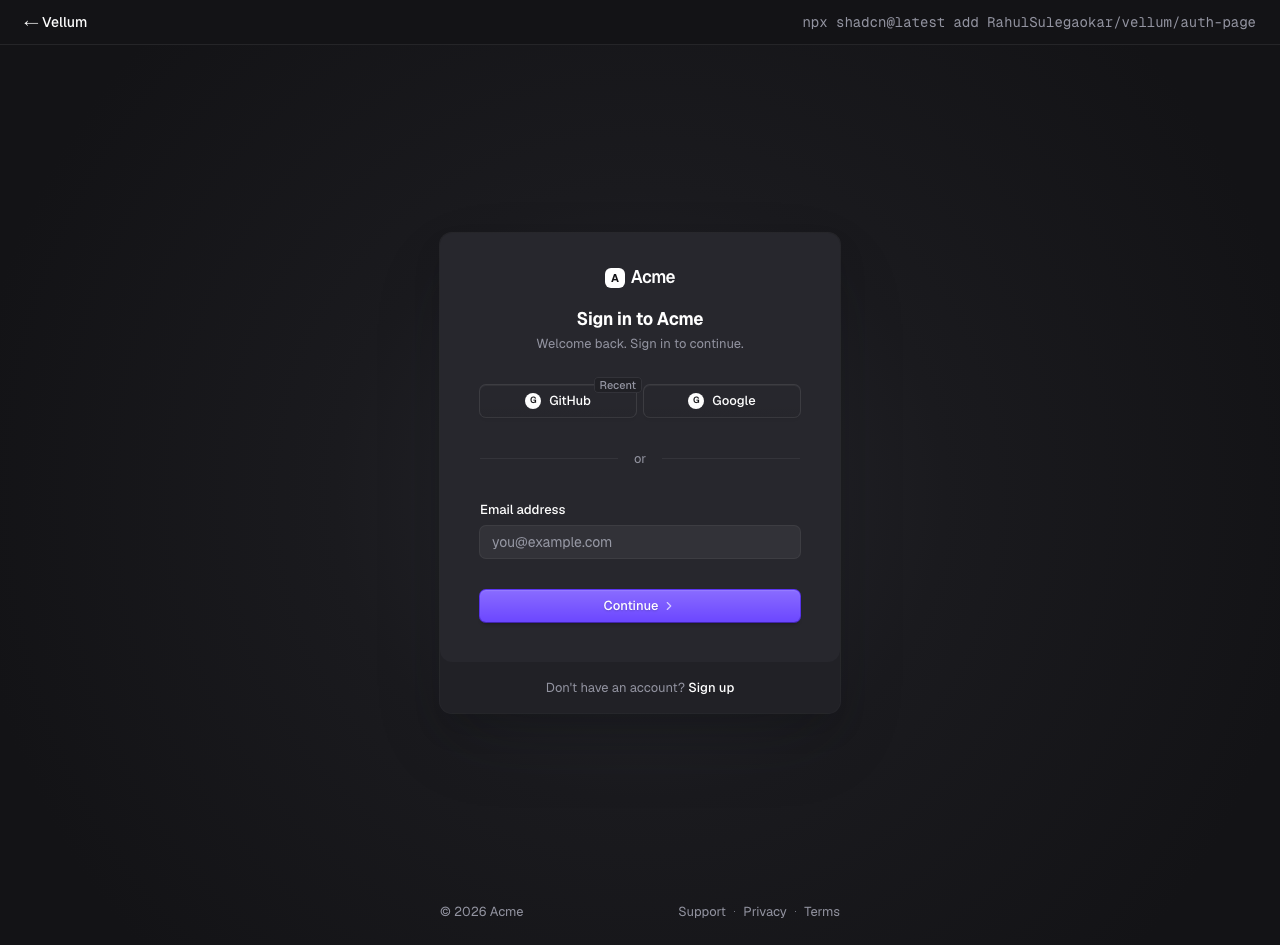 ← Vellum
npx shadcn@latest add RahulSulegaokar/vellum/auth-page
A Acme
Sign in to Acme
Welcome back. Sign in to continue.
Recent
G GitHub
G Google
or
Email address
you@example.com
Continue
Don't have an account? Sign up
© 2026 Acme
Support · Privacy · Terms